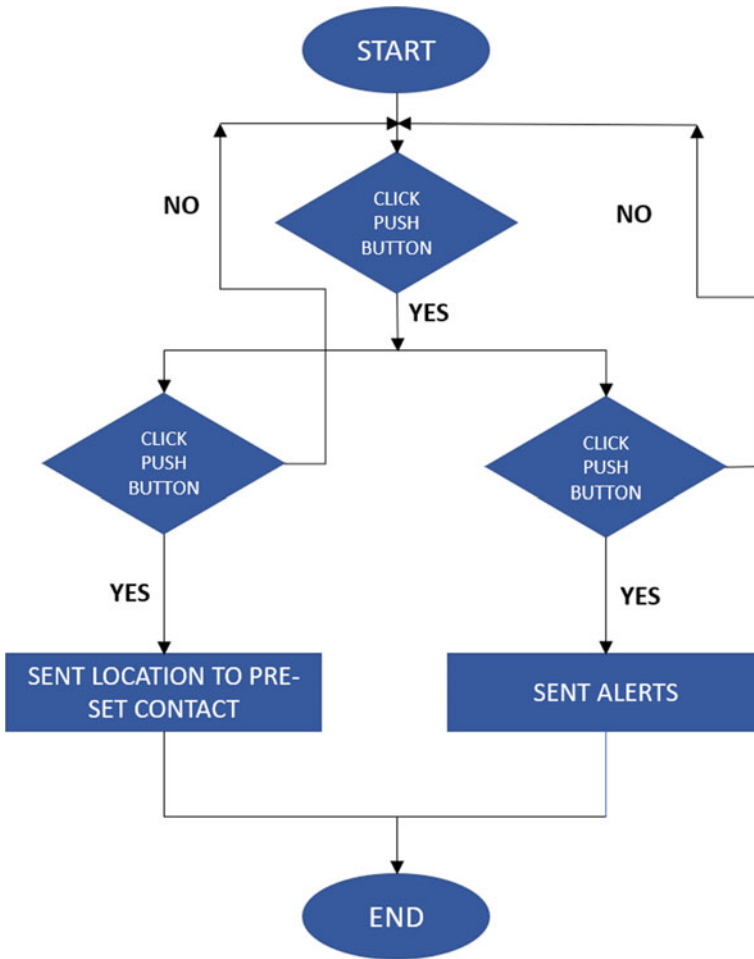 START
NO
CLICK
PUSH
BUTTON
NO
YES
CLICK
PUSH
BUTTON
CLICK
PUSH
BUTTON
YES
YES
SENT LOCATION TO PRE-
SET CONTACT
SENT ALERTS
END